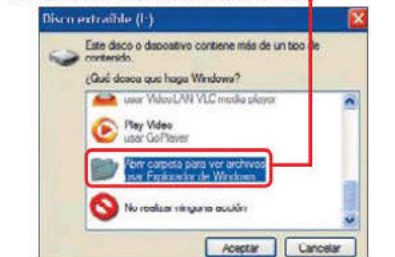 Disco extraíble (I:)
Este disco o dispositivo contiene más de un tipo de
contenido.
¿Qué desea que haga Windows?
usar VideoLAN VLC media player
Play Video
usar GoPlayer
Abrir carpeta para ver archivos
usar Explorador de Windows
No realizar ninguna acción
Aceptar
Cancelar